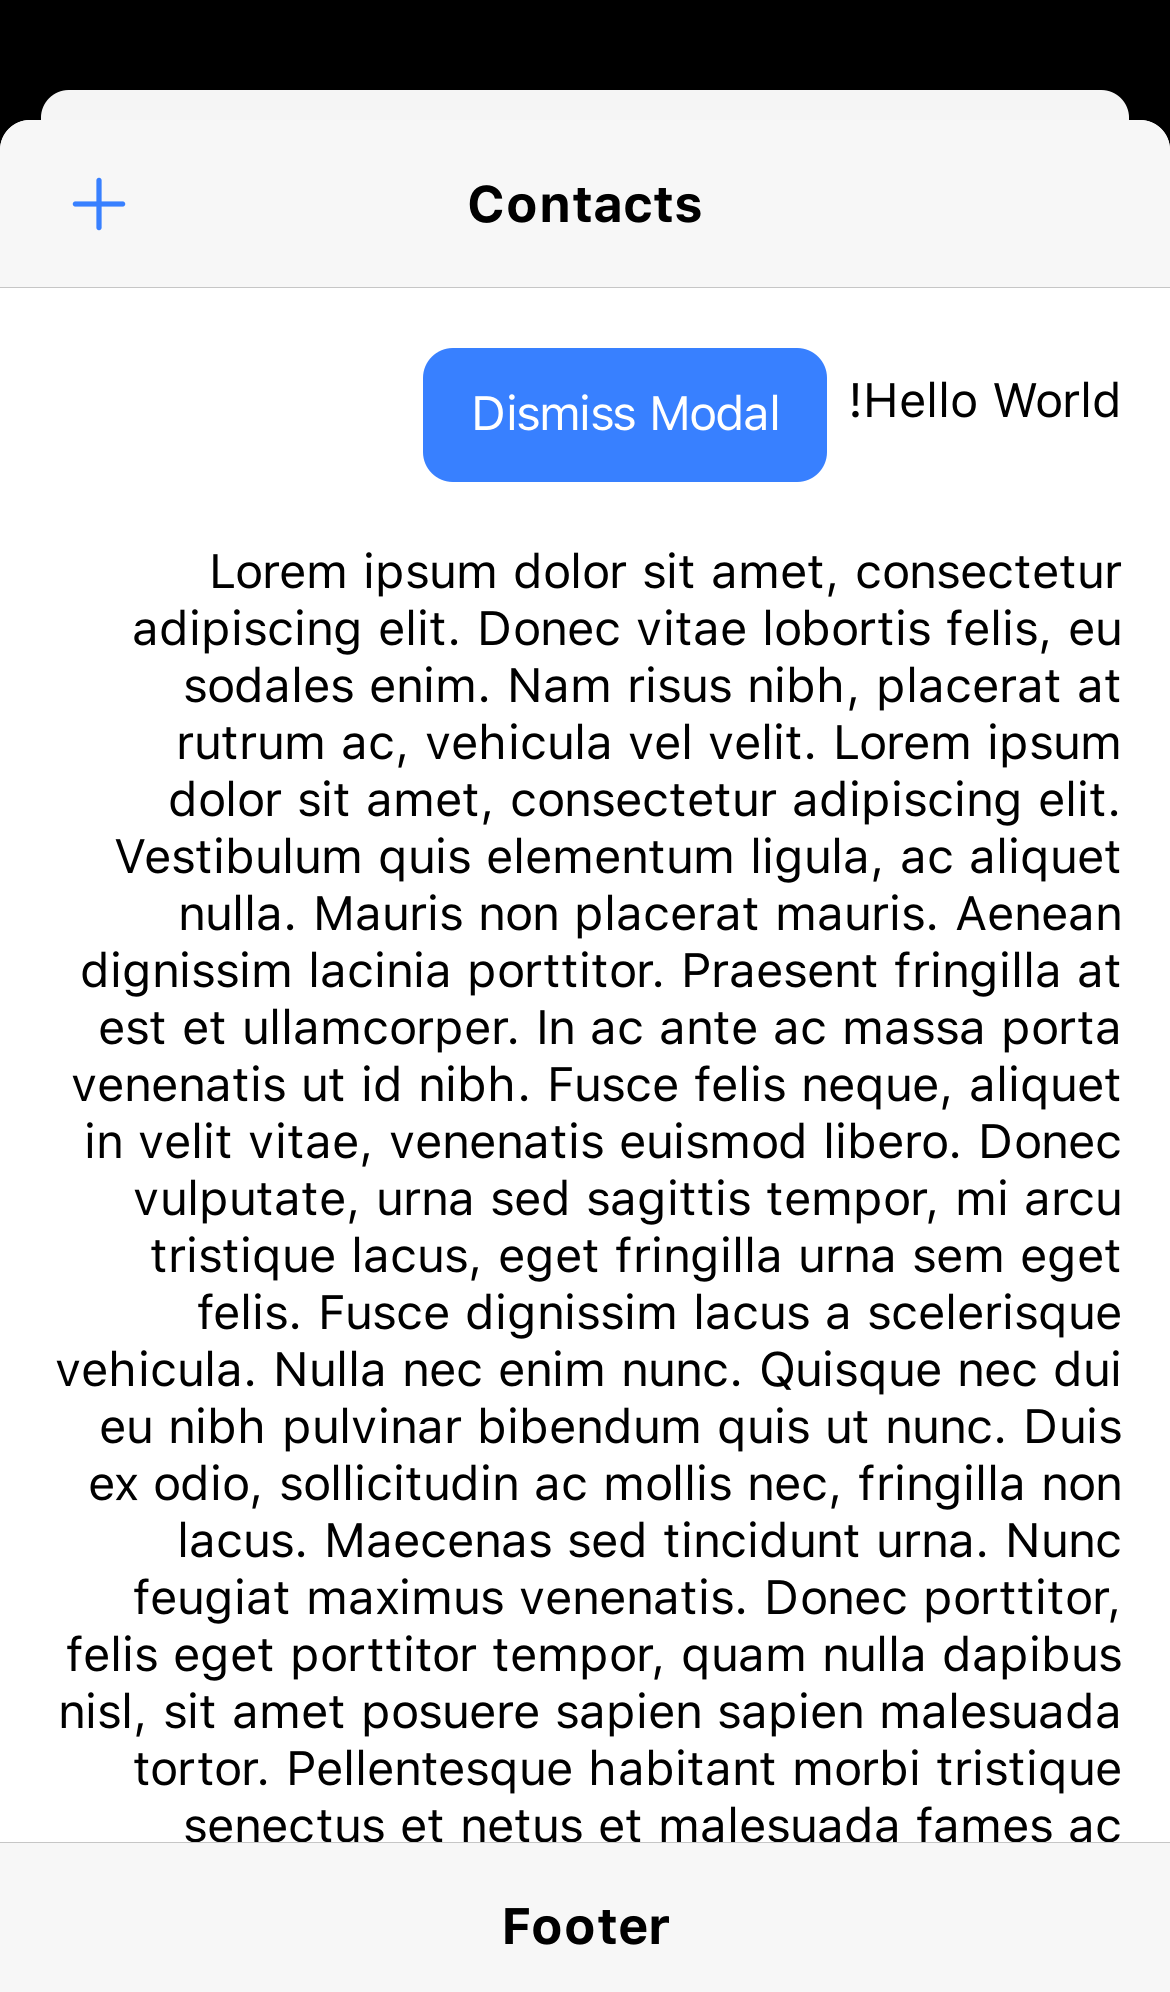 Contacts
!Hello World
Dismiss Modal
Lorem ipsum dolor sit amet, consectetur
adipiscing elit. Donec vitae lobortis felis, eu
sodales enim. Nam risus nibh, placerat at
rutrum ac, vehicula vel velit. Lorem ipsum
dolor sit amet, consectetur adipiscing elit.
Vestibulum quis elementum ligula, ac aliquet
nulla. Mauris non placerat mauris. Aenean
dignissim lacinia porttitor. Praesent fringilla at
est et ullamcorper. In ac ante ac massa porta
venenatis ut id nibh. Fusce felis neque, aliquet
in velit vitae, venenatis euismod libero. Donec
vulputate, urna sed sagittis tempor, mi arcu
tristique lacus, eget fringilla urna sem eget
felis. Fusce dignissim lacus a scelerisque
vehicula. Nulla nec enim nunc. Quisque nec dui
eu nibh pulvinar bibendum quis ut nunc. Duis
ex odio, sollicitudin ac mollis nec, fringilla non
lacus. Maecenas sed tincidunt urna. Nunc
feugiat maximus venenatis. Donec porttitor,
felis eget porttitor tempor, quam nulla dapibus
nisl, sit amet posuere sapien sapien malesuada
tortor. Pellentesque habitant morbi tristique
senectus et netus et malesuada fames ac
Footer